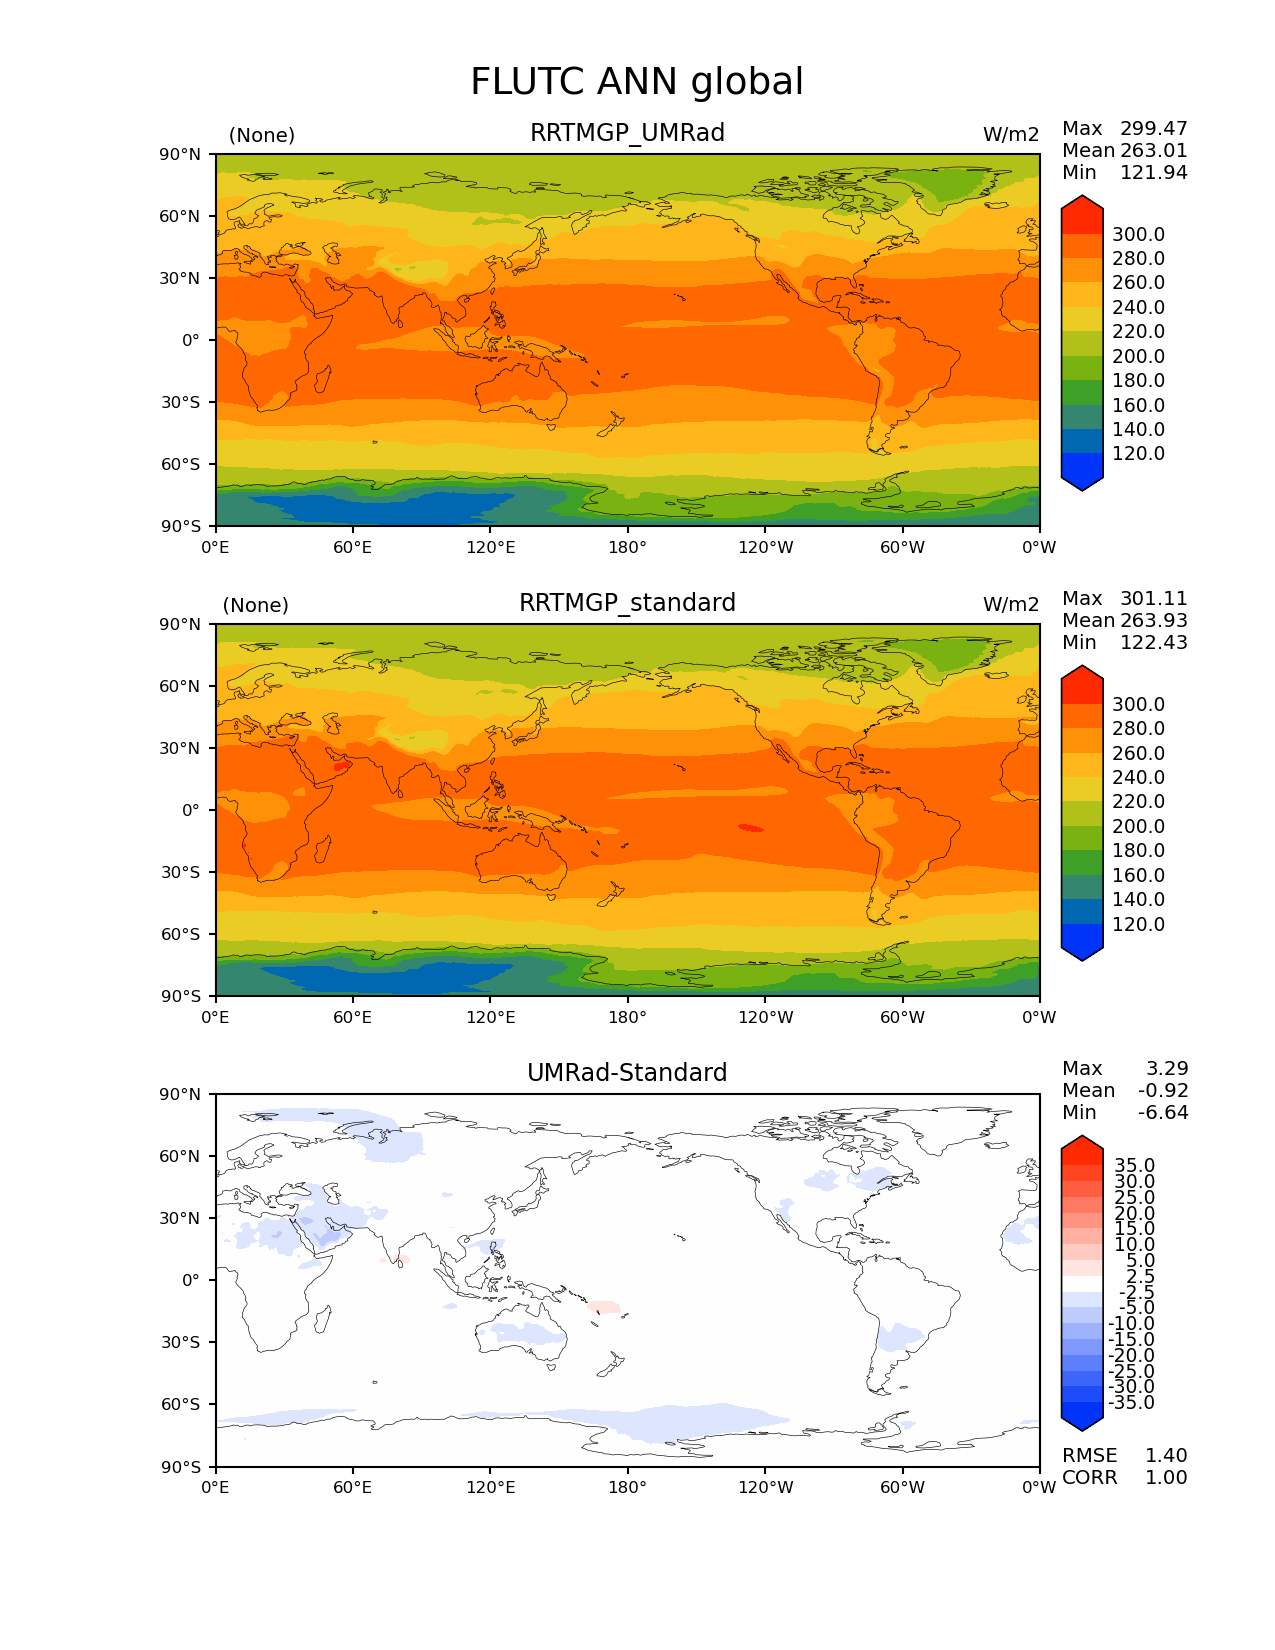 FLUTC ANN global
(None) RRTMGP_UMRad W/m2
Max 299.47
Mean 263.01
Min 121.94
90°N
60°N
30°N
0°
30°S
60°S
90°S
0°E 60°E 120°E 180° 120°W 60°W 0°W
300.0
280.0
260.0
240.0
220.0
200.0
180.0
160.0
140.0
120.0
(None) RRTMGP_standard W/m2
Max 301.11
Mean 263.93
Min 122.43
90°N
60°N
30°N
0°
30°S
60°S
90°S
0°E 60°E 120°E 180° 120°W 60°W 0°W
300.0
280.0
260.0
240.0
220.0
200.0
180.0
160.0
140.0
120.0
UMRad-Standard
Max 3.29
Mean -0.92
Min -6.64
90°N
60°N
30°N
0°
30°S
60°S
90°S
0°E 60°E 120°E 180° 120°W 60°W 0°W
35.0
30.0
25.0
20.0
15.0
10.0
5.0
2.5
-2.5
-5.0
-10.0
-15.0
-20.0
-25.0
-30.0
-35.0
RMSE 1.40
CORR 1.00